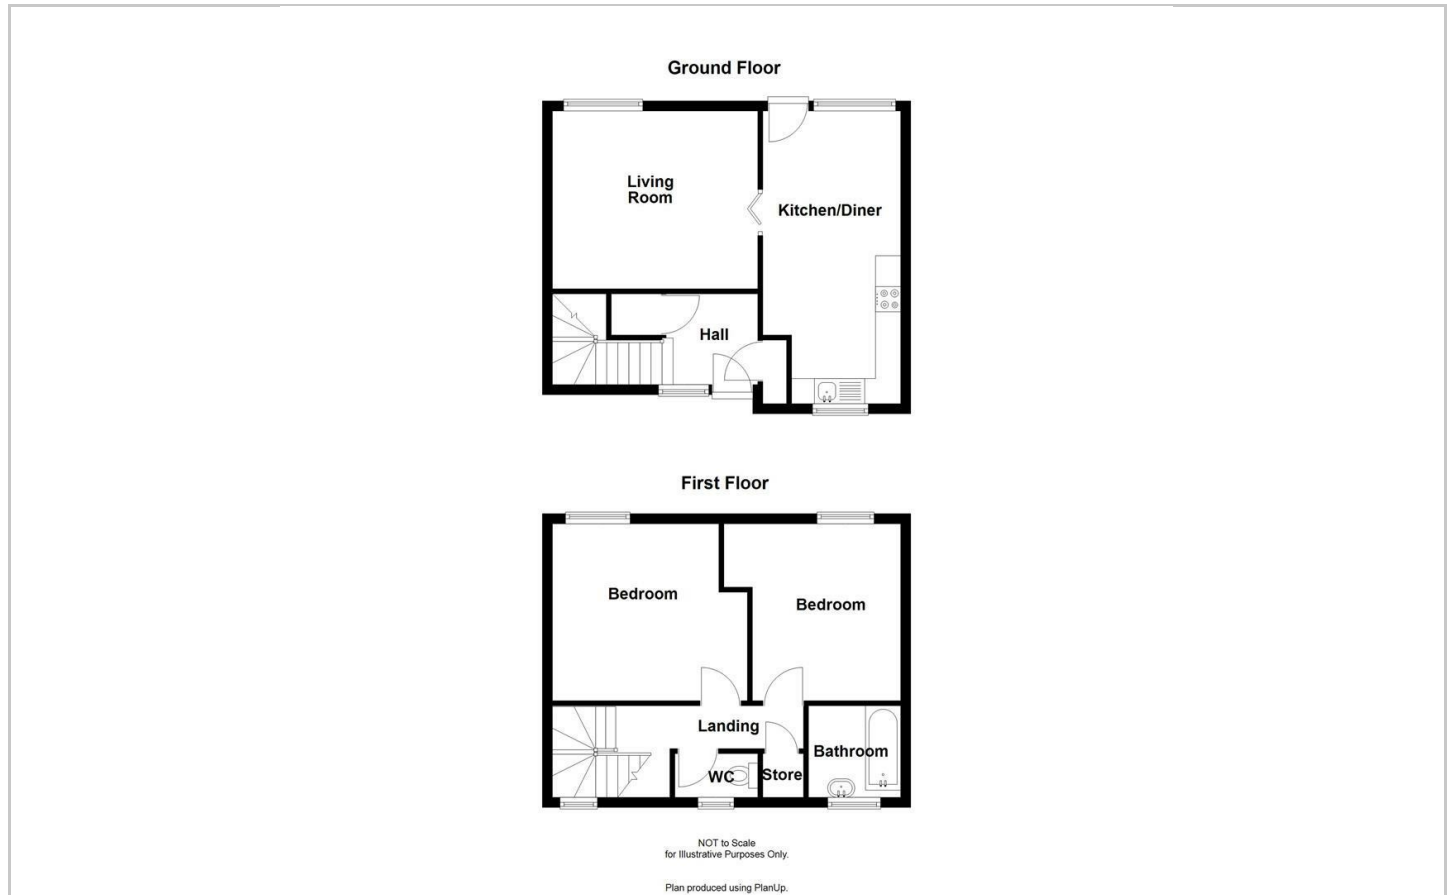 Ground Floor
Living
Room
Kitchen/Diner
Hall
First Floor
Bedroom
Bedroom
Landing
Bathroom
WC
Store
NOT to Scale
for Illustrative Purposes Only.
Plan produced using PlanUp.